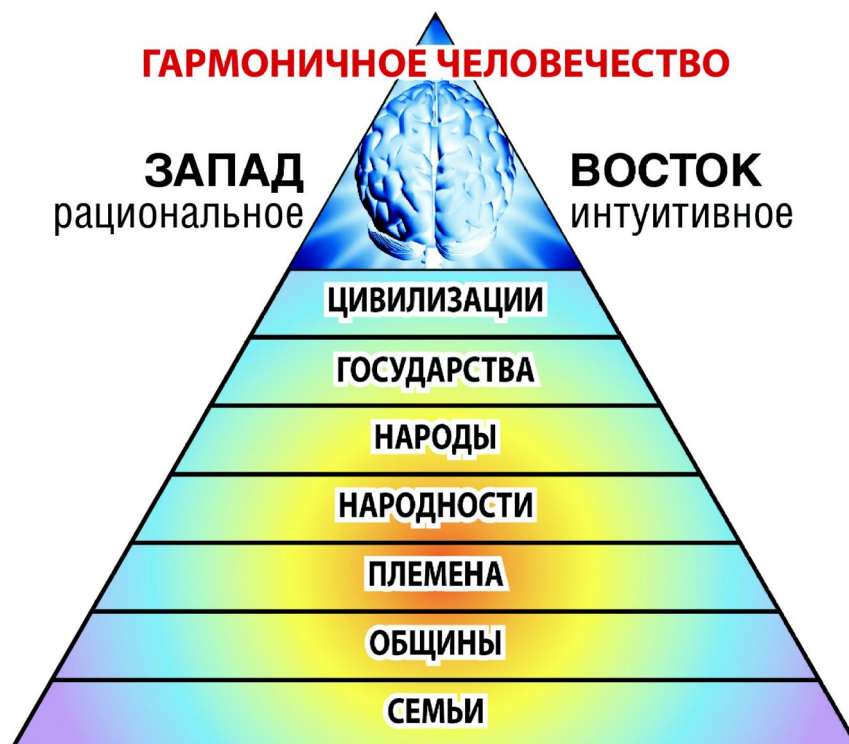 ГАРМОНИЧНОЕ ЧЕЛОВЕЧЕСТВО
ЗАПАД
рациональное
ВОСТОК
интуитивное
ЦИВИЛИЗАЦИИ
ГОСУДАРСТВА
НАРОДЫ
НАРОДНОСТИ
ПЛЕМЕНА
ОБЩИНЫ
СЕМЬИ